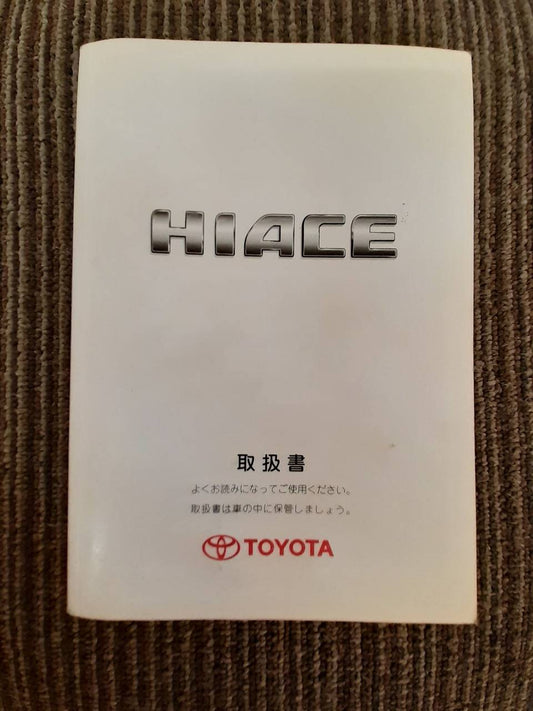 HIACE
取扱書
よくお読みになってご使用ください。
取扱書は車の中に保管しましょう。
TOYOTA